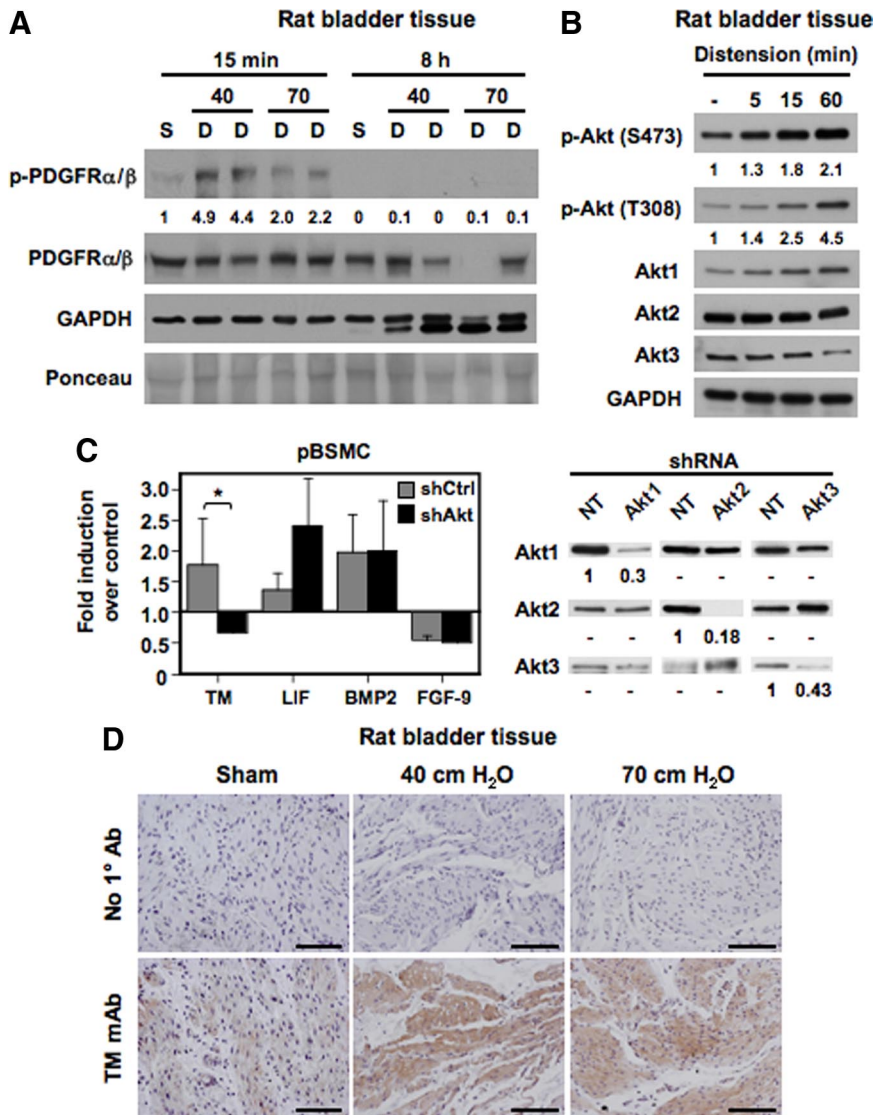 A
Rat bladder tissue
15 min 8 h
40 70 40 70
S D D D D S D D D D
p-PDGFRα/β
1 4.9 4.4 2.0 2.2 0 0.1 0 0.1 0.1
PDGFRα/β
GAPDH
Ponceau
B
Rat bladder tissue
Distension (min)
- 5 15 60
p-Akt (S473)
1 1.3 1.8 2.1
p-Akt (T308)
1 1.4 2.5 4.5
Akt1
Akt2
Akt3
GAPDH
C
pBSMC
Fold induction
over control
3.0
2.5
2.0
1.5
1.0
0.5
0
*
shCtrl
shAkt
TM LIF BMP2 FGF-9
shRNA
NT Akt1 NT Akt2 NT Akt3
Akt1
1 0.3 - - - -
Akt2
- - 1 0.18 - -
Akt3
- - - - 1 0.43
D
Rat bladder tissue
Sham 40 cm H₂O 70 cm H₂O
No 1° Ab
TM mAb